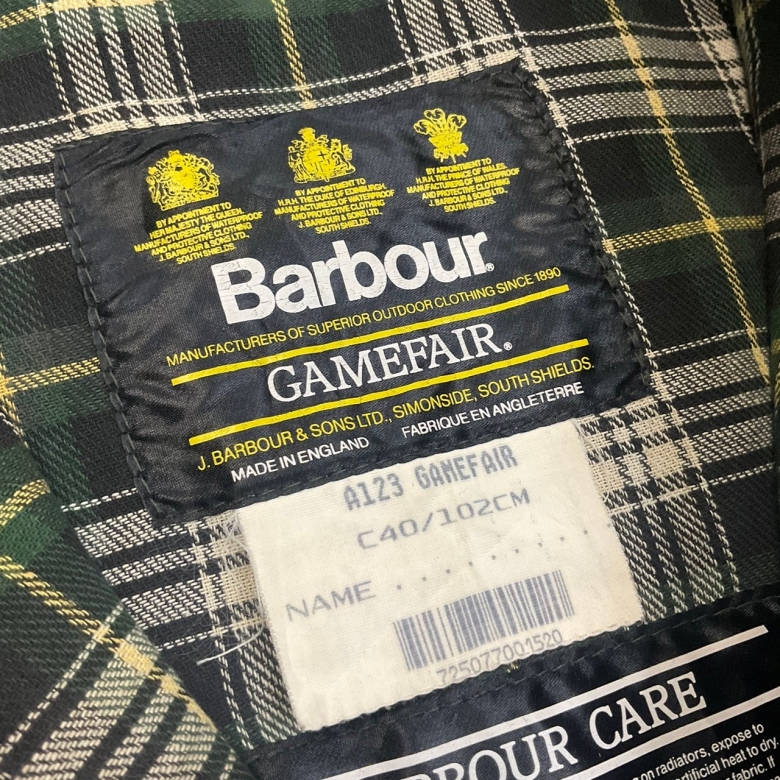 BY APPOINTMENT TO
HER MAJESTY THE QUEEN,
MANUFACTURERS OF WATERPROOF
AND PROTECTIVE CLOTHING
J. BARBOUR & SONS LTD.,
SOUTH SHIELDS.
BY APPOINTMENT TO
H.R.H. THE DUKE OF EDINBURGH,
MANUFACTURERS OF WATERPROOF
AND PROTECTIVE CLOTHING
J. BARBOUR & SONS LTD.,
SOUTH SHIELDS.
BY APPOINTMENT TO
H.R.H. THE PRINCE OF WALES,
MANUFACTURERS OF WATERPROOF
AND PROTECTIVE CLOTHING
J. BARBOUR & SONS LTD.,
SOUTH SHIELDS.
Barbour®
MANUFACTURERS OF SUPERIOR OUTDOOR CLOTHING SINCE 1890
GAMEFAIR®
J. BARBOUR & SONS LTD., SIMONSIDE, SOUTH SHIELDS.
MADE IN ENGLAND FABRIQUE EN ANGLETERRE
A123 GAMEFAIR
C40/102CM
NAME . . . . . . . . . .
725077001520
BOUR CARE
on radiators, expose to
artificial heat to dry.